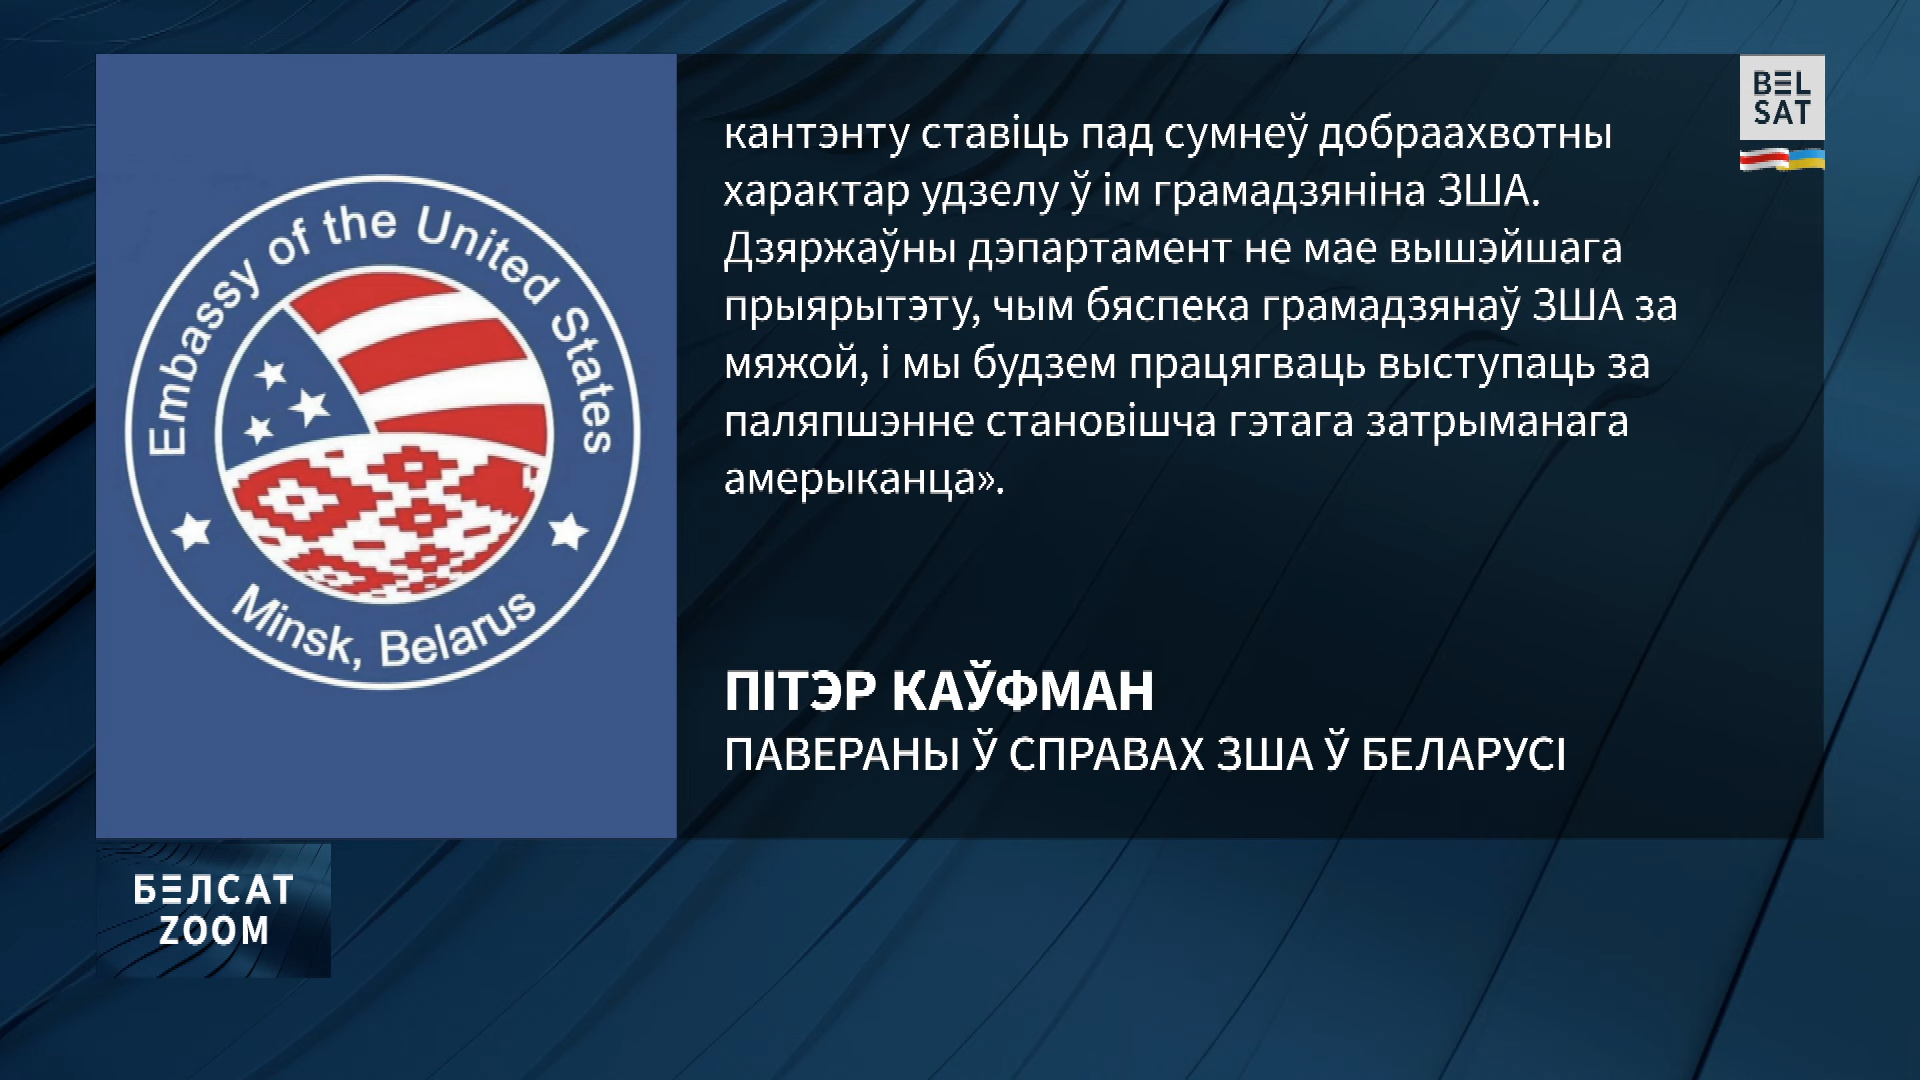 Embassy of the United States
Minsk, Belarus
BEL
SAT
кантэнту ставіць пад сумнеў добраахвотны
характар удзелу ў ім грамадзяніна ЗША.
Дзяржаўны дэпартамент не мае вышэйшага
прыярытэту, чым бяспека грамадзянаў ЗША за
мяжой, і мы будзем працягваць выступаць за
паляпшэнне становішча гэтага затрыманага
амерыканца».
ПІТЭР КАЎФМАН
ПАВЕРАНЫ Ў СПРАВАХ ЗША Ў БЕЛАРУСІ
БЕЛСАТ
ZOOM